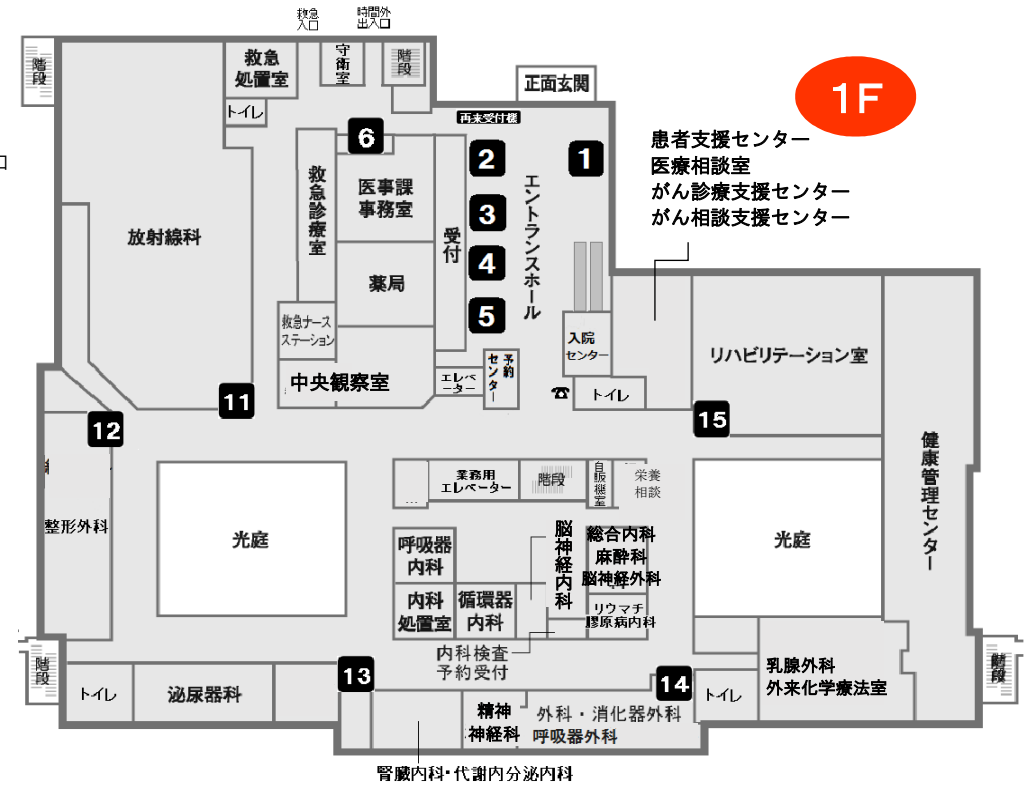 救急
入口
時間外
出入口
階段
救急
処置室
守
衛
室
階段
正面玄関
1F
トイレ
再来受付機
6
2
1
患者支援センター
医療相談室
がん診療支援センター
がん相談支援センター
口
救急診療室
医事課
事務室
エントランスホール
3
受付
放射線科
4
薬局
5
救急ナース
ステーション
入院
センター
リハビリテーション室
中央観察室
エレベ
ーター
予約
センター
トイレ
11
12
15
健康管理センター
業務用
エレベーター
階段
自販機室
栄養
相談
整形外科
光庭
呼吸器
内科
脳神経内科
総合内科
麻酔科
脳神経外科
光庭
内科
処置室
循環器
内科
リウマチ
膠原病内科
内科検査
予約受付
階段
13
14
階段
トイレ
泌尿器科
トイレ
乳腺外科
外来化学療法室
精神
神経科
外科・消化器外科
呼吸器外科
腎臓内科・代謝内分泌内科